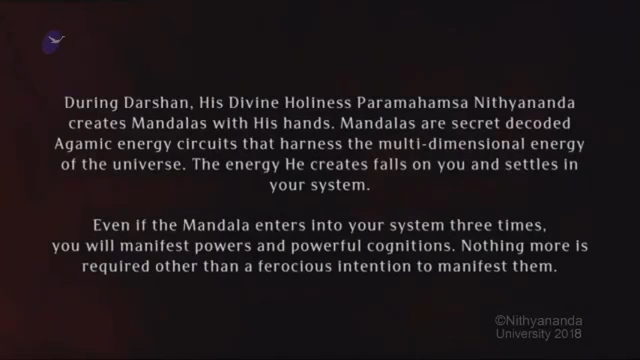 During Darshan, His Divine Holiness Paramahamsa Nithyananda
creates Mandalas with His hands. Mandalas are secret decoded
Agamic energy circuits that harness the multi-dimensional energy
of the universe. The energy He creates falls on you and settles in
your system.
Even if the Mandala enters into your system three times,
you will manifest powers and powerful cognitions. Nothing more is
required other than a ferocious intention to manifest them.
©Nithyananda
University 2018